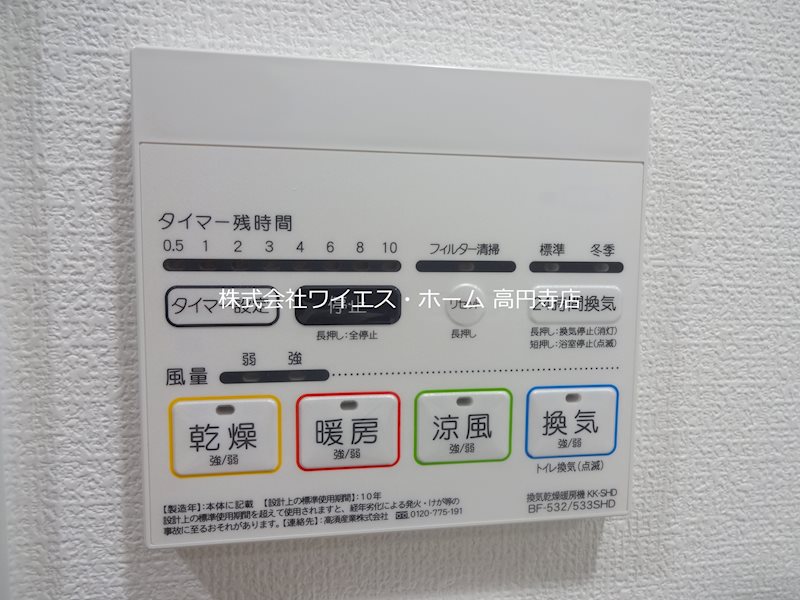 タイマー残時間
0.5 1 2 3 4 6 8 10 フィルター清掃 標準 冬季
タイマー設定 停止 リセット 24時間換気
株式会社ワイエス・ホーム 高円寺店
長押し:全停止 長押し 長押し:換気停止(消灯)
短押し:浴室停止(点滅)
弱 強
風量
乾燥 暖房 涼風 換気
強/弱 強/弱 強/弱 強/弱
トイレ換気(点滅)
【製造年】:本体に記載 【設計上の標準使用期間】:10年
設計上の標準使用期間を超えて使用されますと、経年劣化による発火・けが等の
事故に至るおそれがあります。【連絡先】:高須産業株式会社 0120-775-191
換気乾燥暖房機 KK-SHD
BF-532/533SHD